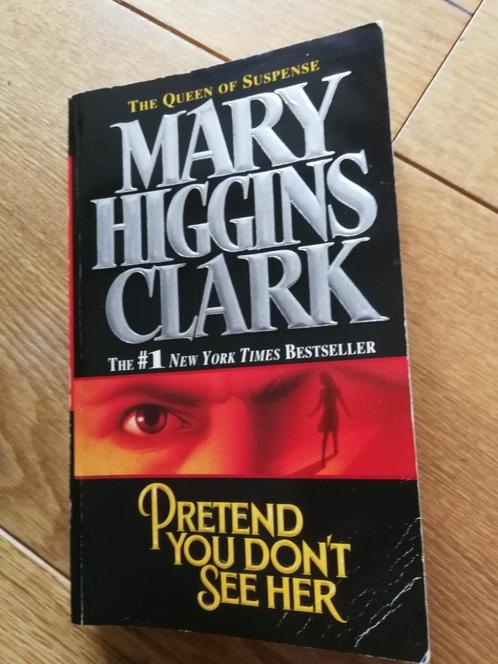 THE QUEEN OF SUSPENSE
MARY
HIGGINS
CLARK
THE #1 NEW YORK TIMES BESTSELLER
PRETEND
YOU DON'T
SEE HER